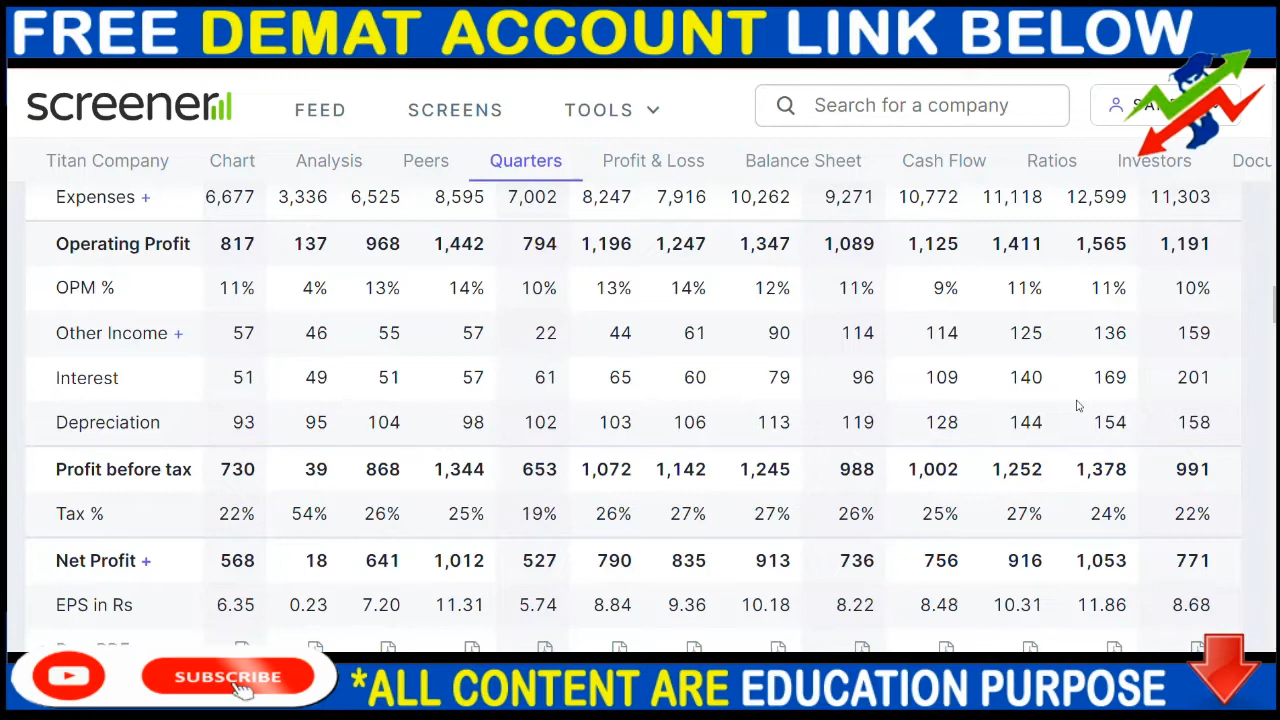 FREE DEMAT ACCOUNT LINK BELOW
screener
FEED SCREENS TOOLS Search for a company
Titan Company Chart Analysis Peers Quarters Profit & Loss Balance Sheet Cash Flow Ratios Investors Docu
Expenses + 6,677 3,336 6,525 8,595 7,002 8,247 7,916 10,262 9,271 10,772 11,118 12,599 11,303
Operating Profit 817 137 968 1,442 794 1,196 1,247 1,347 1,089 1,125 1,411 1,565 1,191
OPM % 11% 4% 13% 14% 10% 13% 14% 12% 11% 9% 11% 11% 10%
Other Income + 57 46 55 57 22 44 61 90 114 114 125 136 159
Interest 51 49 51 57 61 65 60 79 96 109 140 169 201
Depreciation 93 95 104 98 102 103 106 113 119 128 144 154 158
Profit before tax 730 39 868 1,344 653 1,072 1,142 1,245 988 1,002 1,252 1,378 991
Tax % 22% 54% 26% 25% 19% 26% 27% 27% 26% 25% 27% 24% 22%
Net Profit + 568 18 641 1,012 527 790 835 913 736 756 916 1,053 771
EPS in Rs 6.35 0.23 7.20 11.31 5.74 8.84 9.36 10.18 8.22 8.48 10.31 11.86 8.68
SUBSCRIBE
*ALL CONTENT ARE EDUCATION PURPOSE